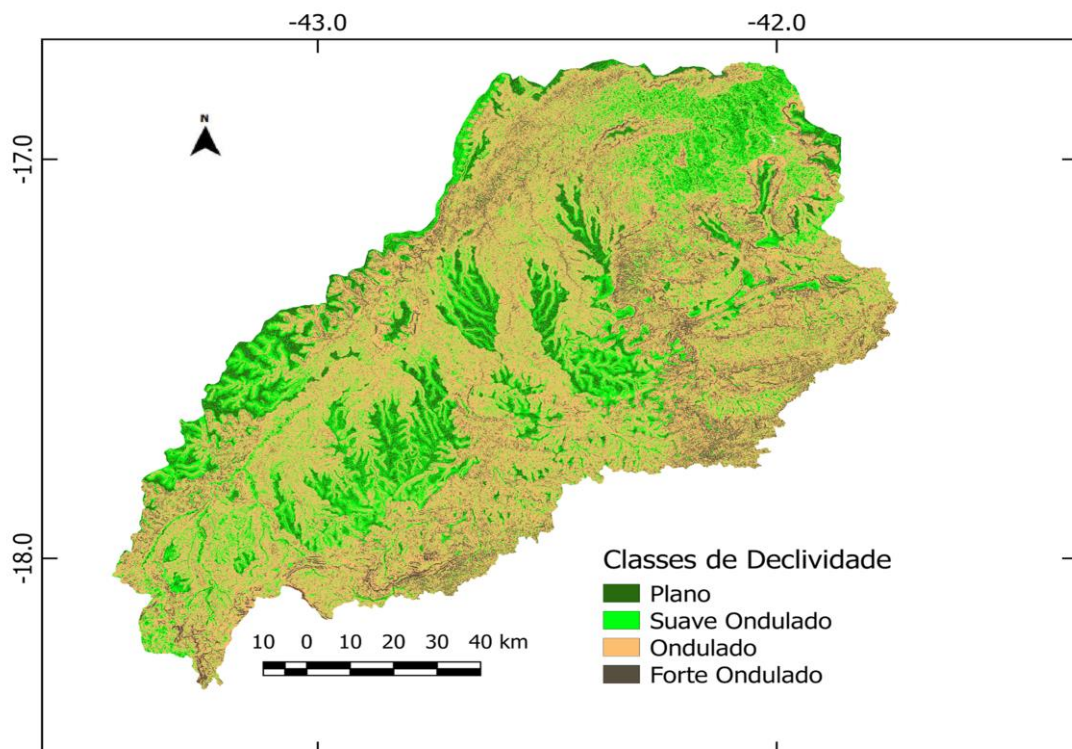 -43.0 -42.0
N
-17.0
-18.0
Classes de Declividade
Plano
Suave Ondulado
Ondulado
Forte Ondulado
10 0 10 20 30 40 km